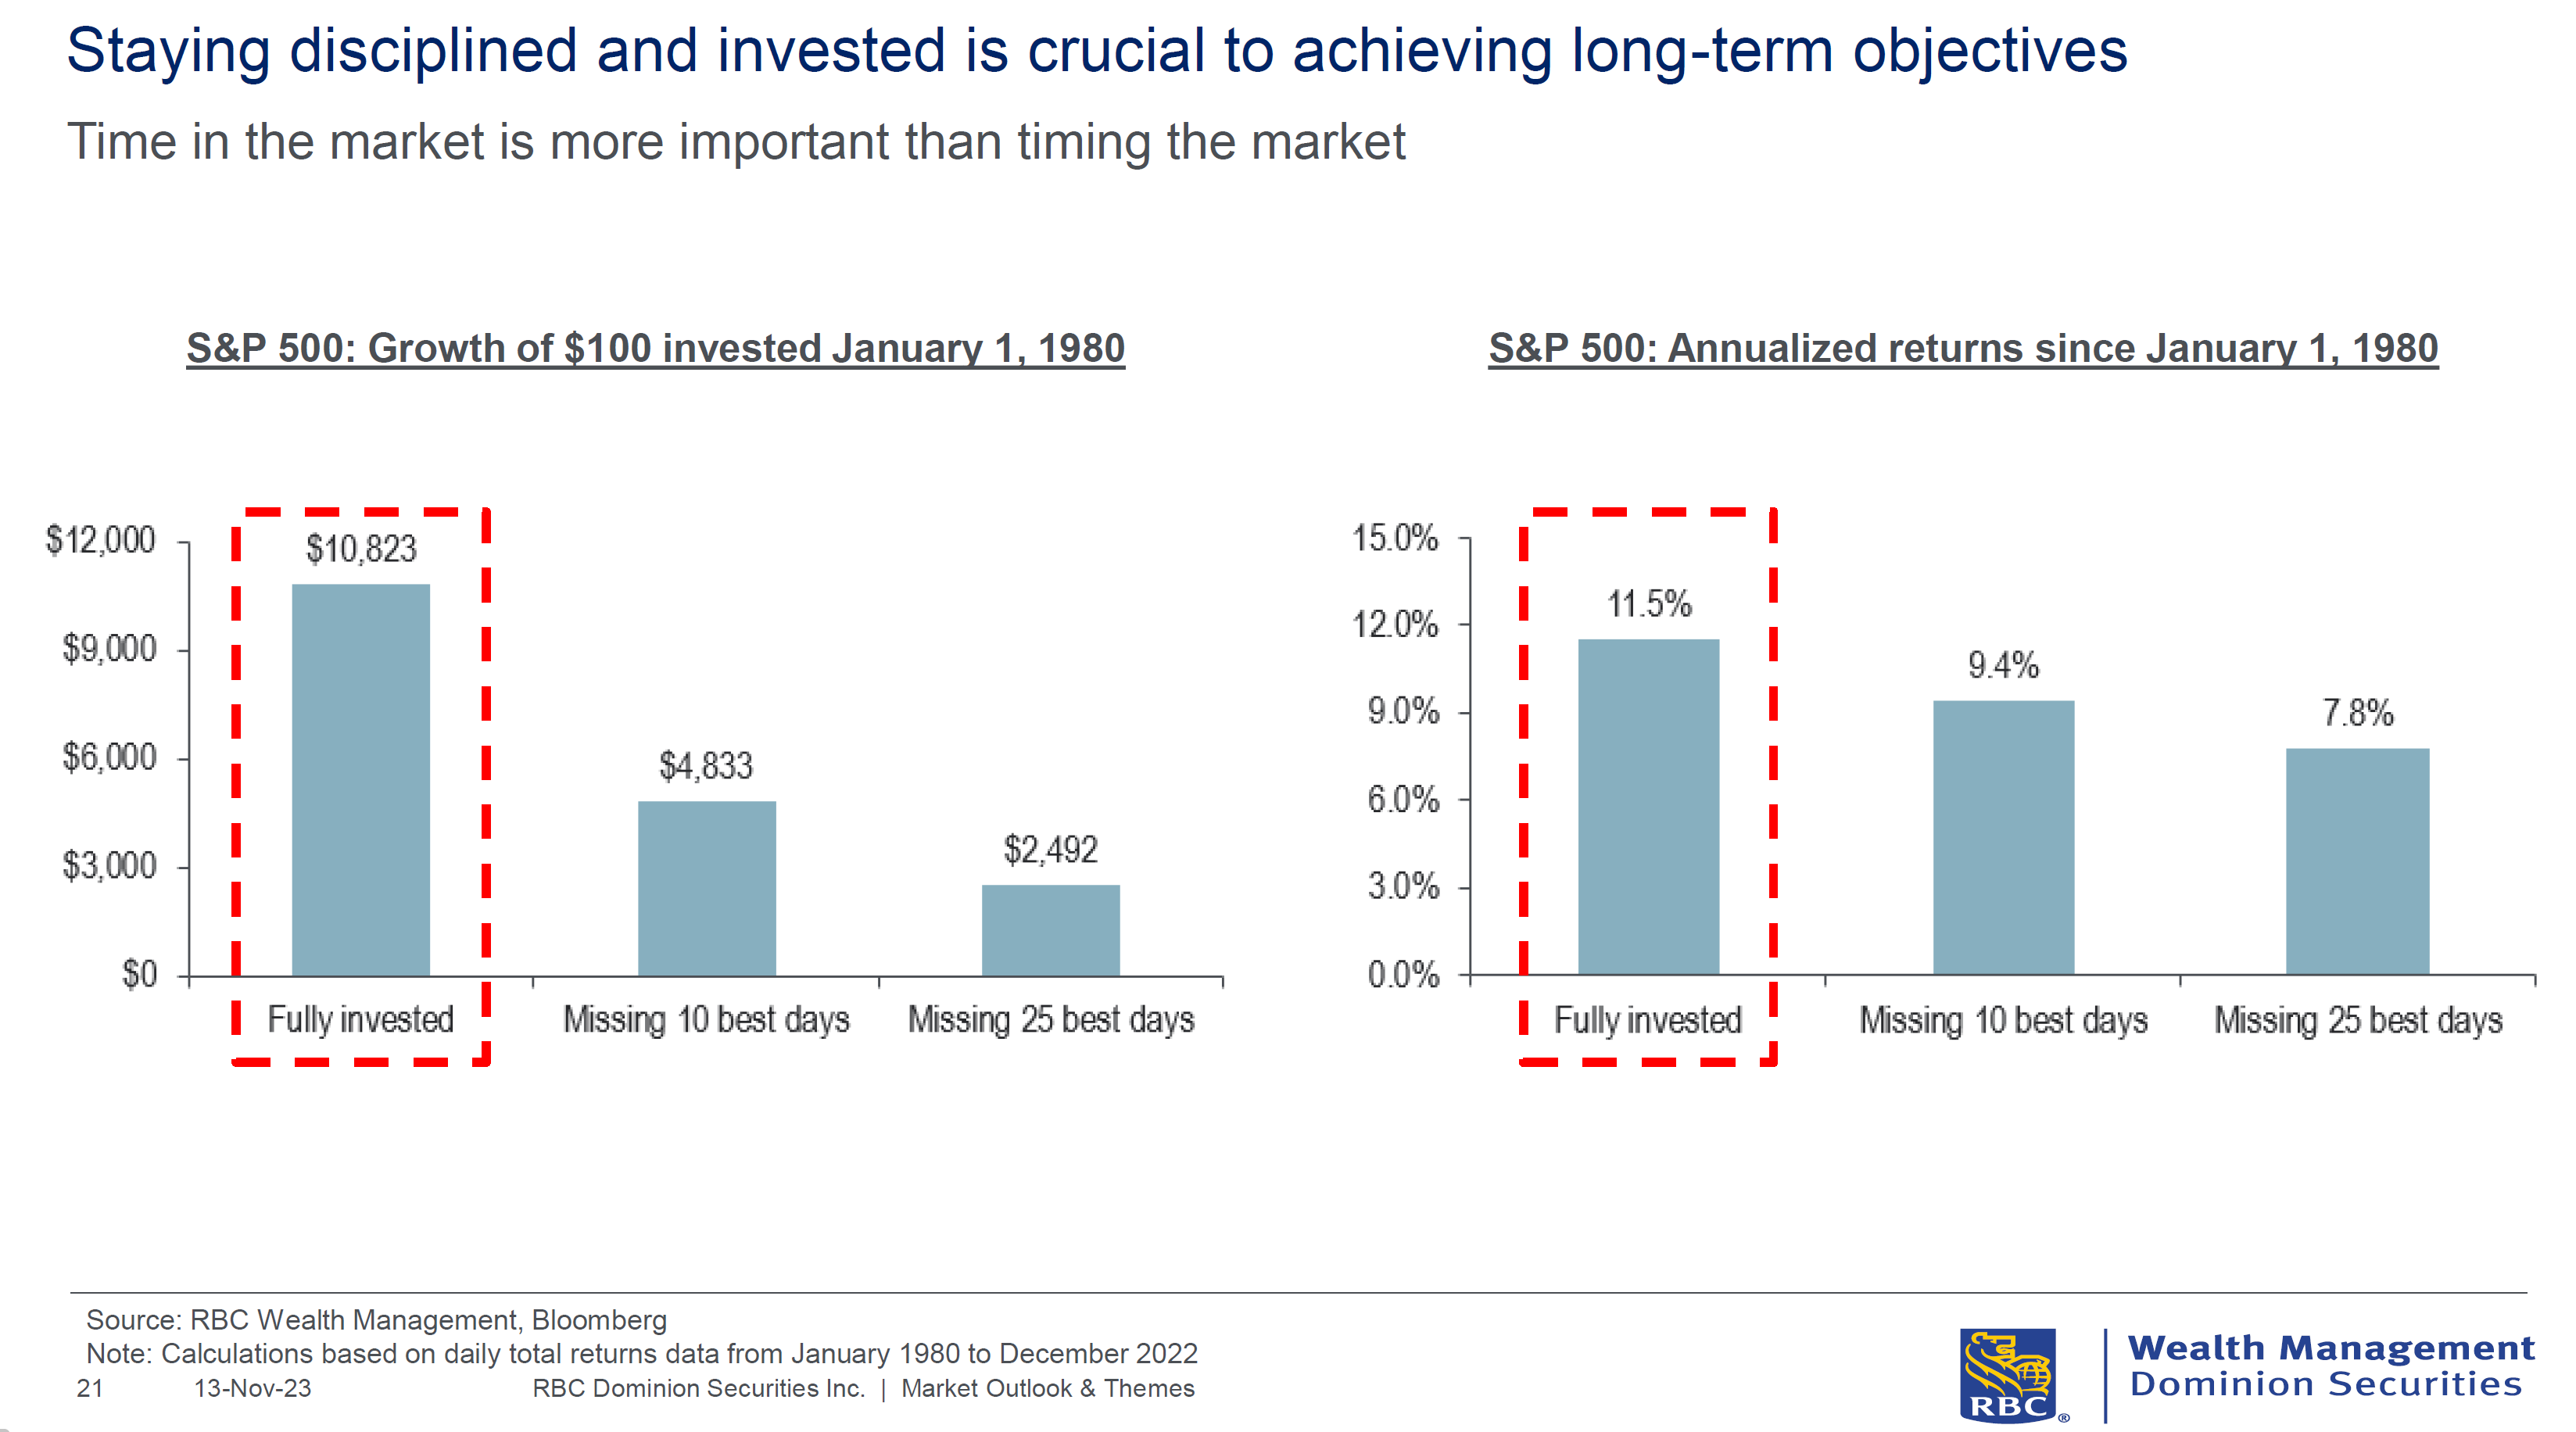 Staying disciplined and invested is crucial to achieving long-term objectives
Time in the market is more important than timing the market
S&P 500: Growth of $100 invested January 1, 1980
$12,000
$9,000
$6,000
$3,000
$0
$10,823
$4,833
$2,492
Fully invested
Missing 10 best days
Missing 25 best days
S&P 500: Annualized returns since January 1, 1980
15.0%
12.0%
9.0%
6.0%
3.0%
0.0%
11.5%
9.4%
7.8%
Fully invested
Missing 10 best days
Missing 25 best days
Source: RBC Wealth Management, Bloomberg
Note: Calculations based on daily total returns data from January 1980 to December 2022
21 13-Nov-23 RBC Dominion Securities Inc. | Market Outlook & Themes
RBC ®
Wealth Management
Dominion Securities